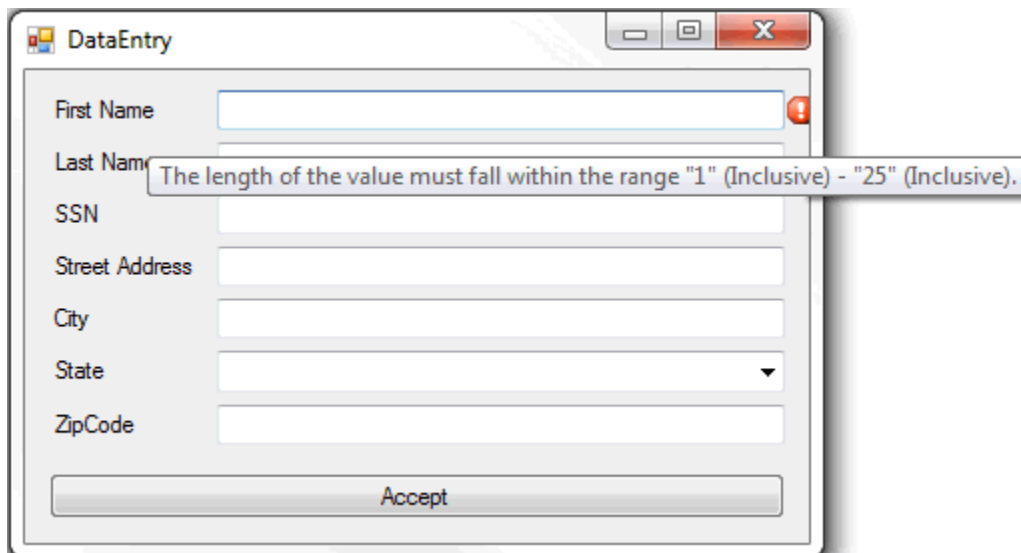 DataEntry
First Name
Last Name
The length of the value must fall within the range "1" (Inclusive) - "25" (Inclusive).
SSN
Street Address
City
State
ZipCode
Accept